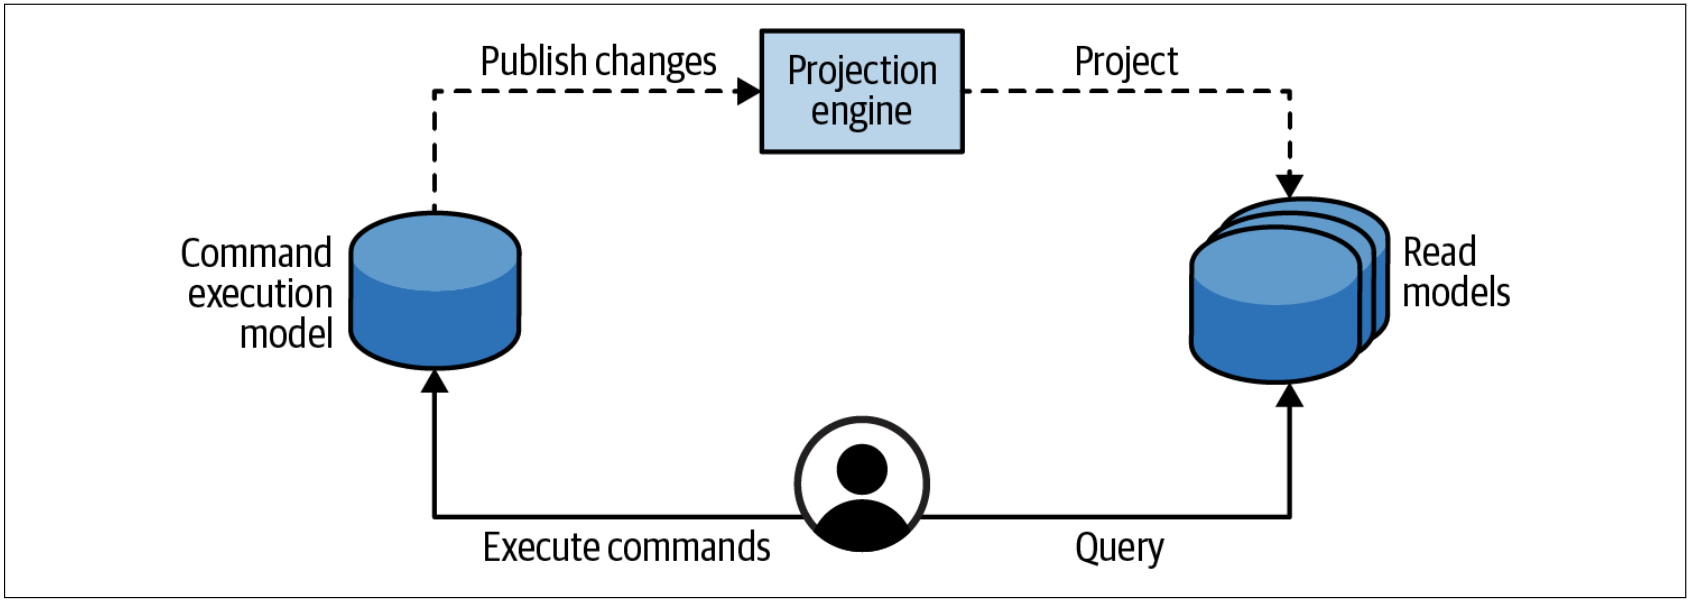 Publish changes
Projection
engine
Project
Command
execution
model
Read
models
Execute commands
Query